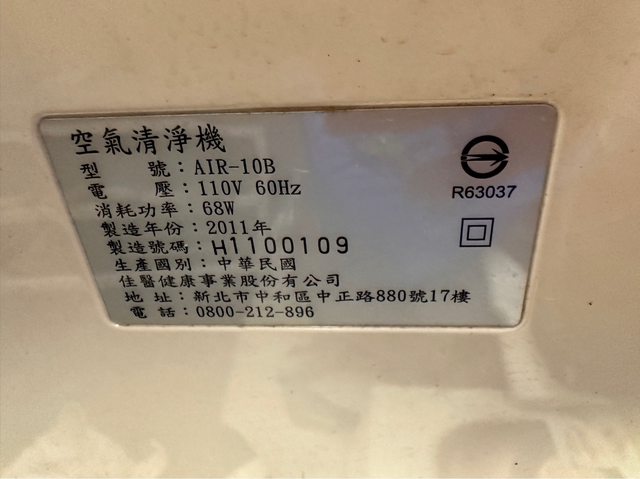 空氣清淨機
型 號：AIR-10B
電 壓：110V 60Hz
消耗功率：68W
製造年份：2011年
製造號碼：H1100109
生產國別：中華民國
佳醫健康事業股份有限公司
地 址：新北市中和區中正路880號17樓
電 話：0800-212-896
R63037